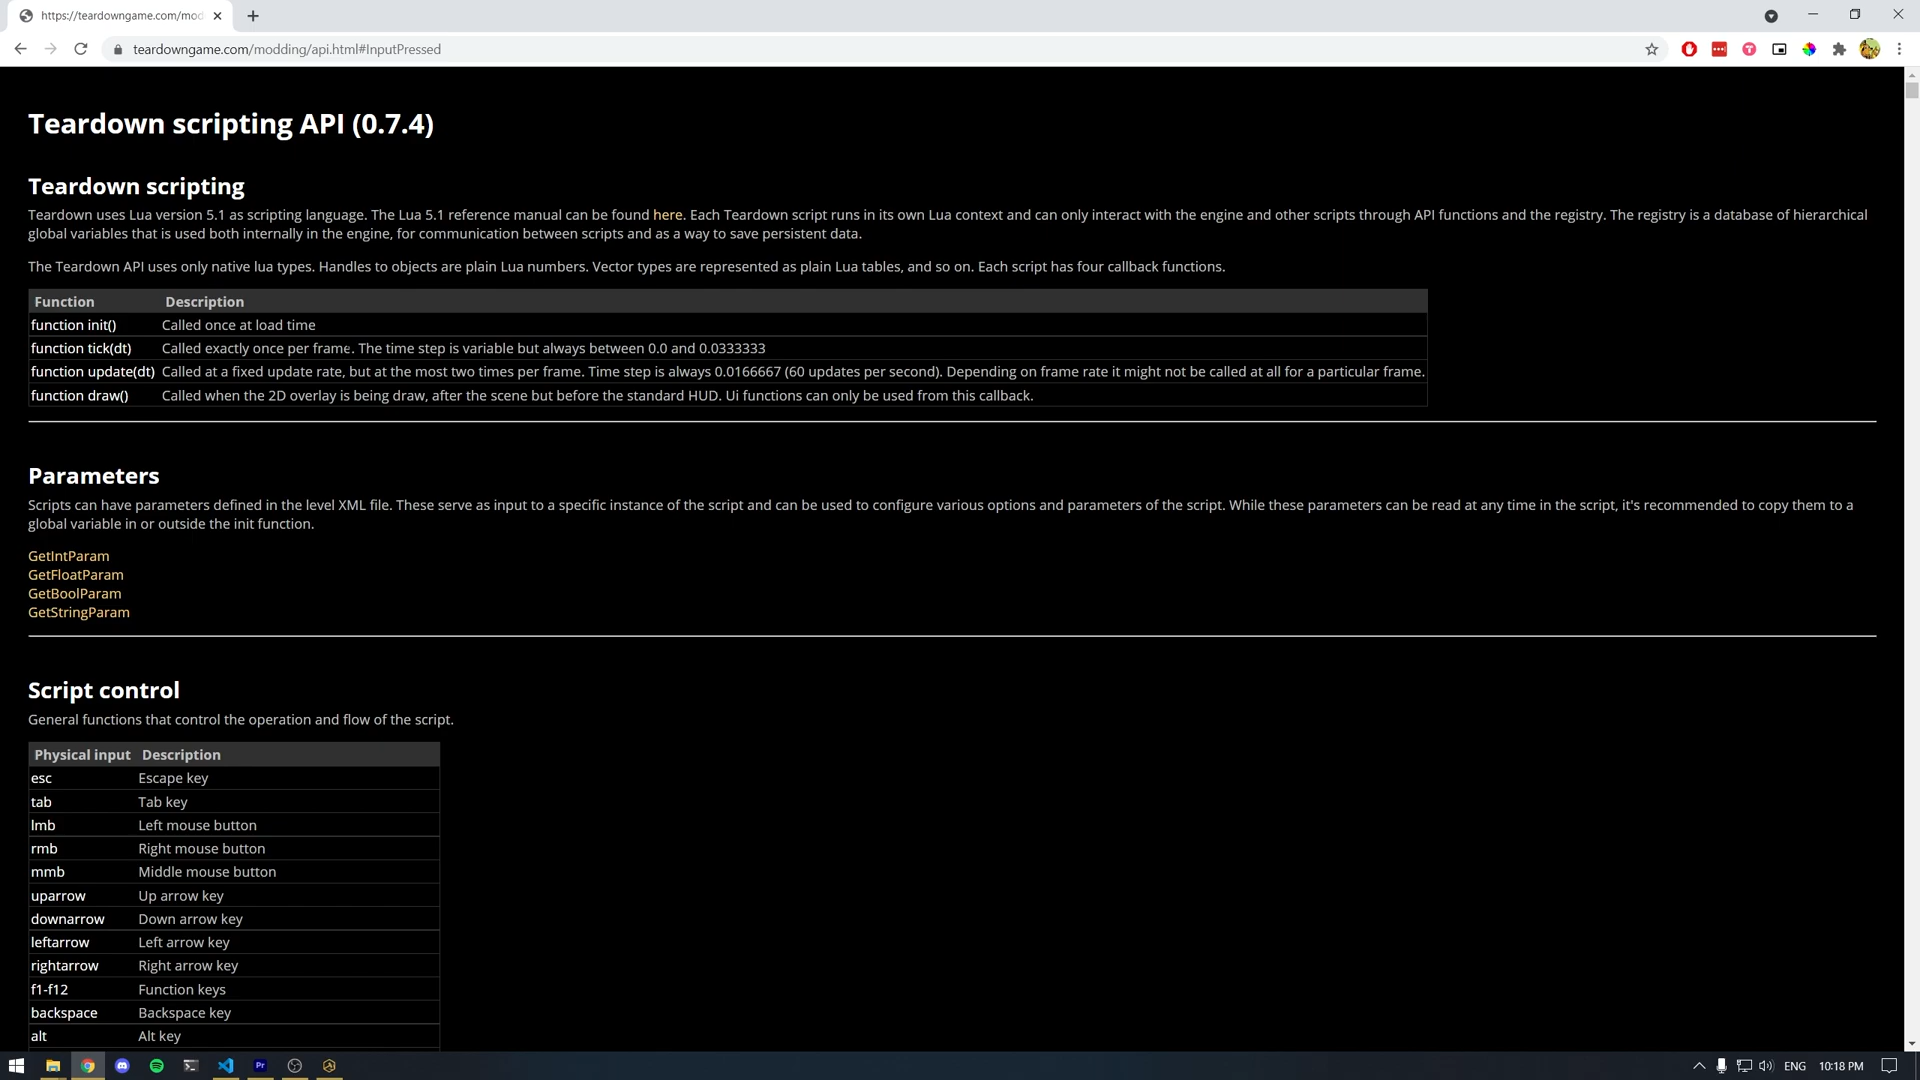 https://teardowngame.com/mod
teardowngame.com/modding/api.html#InputPressed
Teardown scripting API (0.7.4)
Teardown scripting
Teardown uses Lua version 5.1 as scripting language. The Lua 5.1 reference manual can be found here. Each Teardown script runs in its own Lua context and can only interact with the engine and other scripts through API functions and the registry. The registry is a database of hierarchical
global variables that is used both internally in the engine, for communication between scripts and as a way to save persistent data.
The Teardown API uses only native lua types. Handles to objects are plain Lua numbers. Vector types are represented as plain Lua tables, and so on. Each script has four callback functions.
Function Description
function init() Called once at load time
function tick(dt) Called exactly once per frame. The time step is variable but always between 0.0 and 0.0333333
function update(dt) Called at a fixed update rate, but at the most two times per frame. Time step is always 0.0166667 (60 updates per second). Depending on frame rate it might not be called at all for a particular frame.
function draw() Called when the 2D overlay is being draw, after the scene but before the standard HUD. Ui functions can only be used from this callback.
Parameters
Scripts can have parameters defined in the level XML file. These serve as input to a specific instance of the script and can be used to configure various options and parameters of the script. While these parameters can be read at any time in the script, it's recommended to copy them to a
global variable in or outside the init function.
GetIntParam
GetFloatParam
GetBoolParam
GetStringParam
Script control
General functions that control the operation and flow of the script.
Physical input Description
esc Escape key
tab Tab key
lmb Left mouse button
rmb Right mouse button
mmb Middle mouse button
uparrow Up arrow key
downarrow Down arrow key
leftarrow Left arrow key
rightarrow Right arrow key
f1-f12 Function keys
backspace Backspace key
alt Alt key
Pr
ENG 10:18 PM